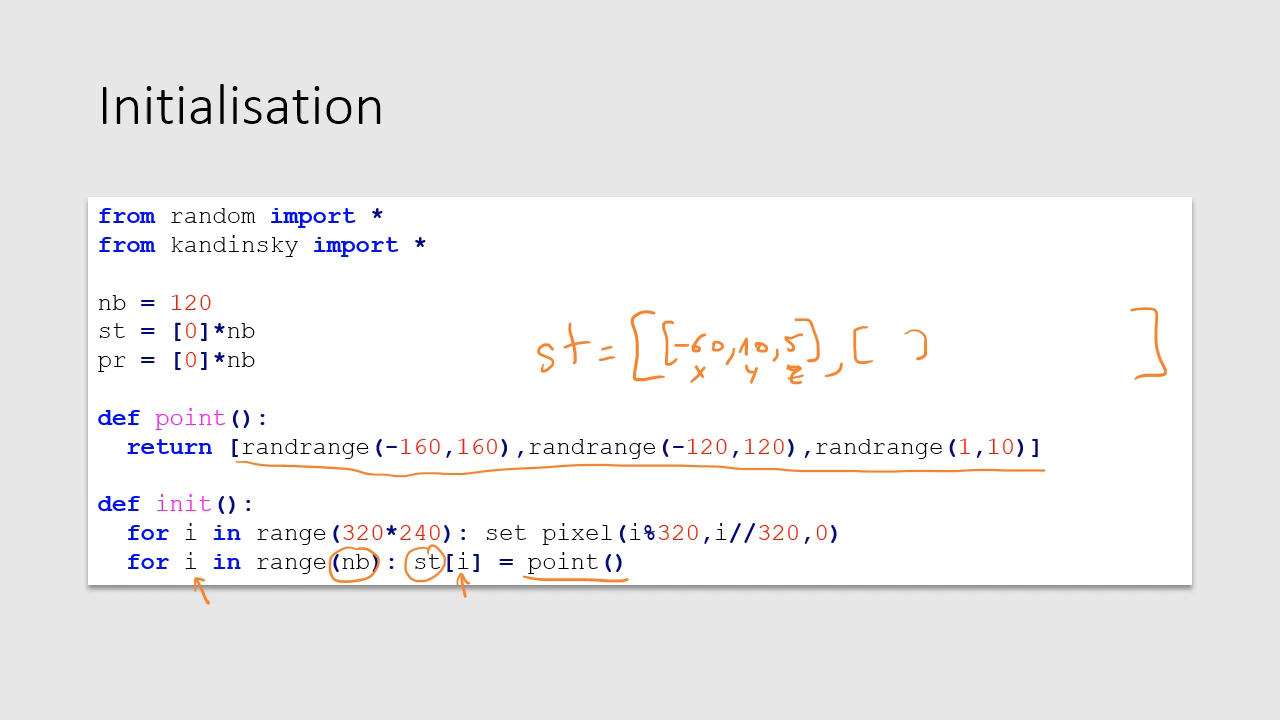 Initialisation
from random import *
from kandinsky import *
nb = 120
st = [0]*nb
pr = [0]*nb
st = [[-60,10,5],[ ] ]
x y z
def point():
return [randrange(-160,160),randrange(-120,120),randrange(1,10)]
def init():
for i in range(320*240): set pixel(i%320,i//320,0)
for i in range(nb): st[i] = point()